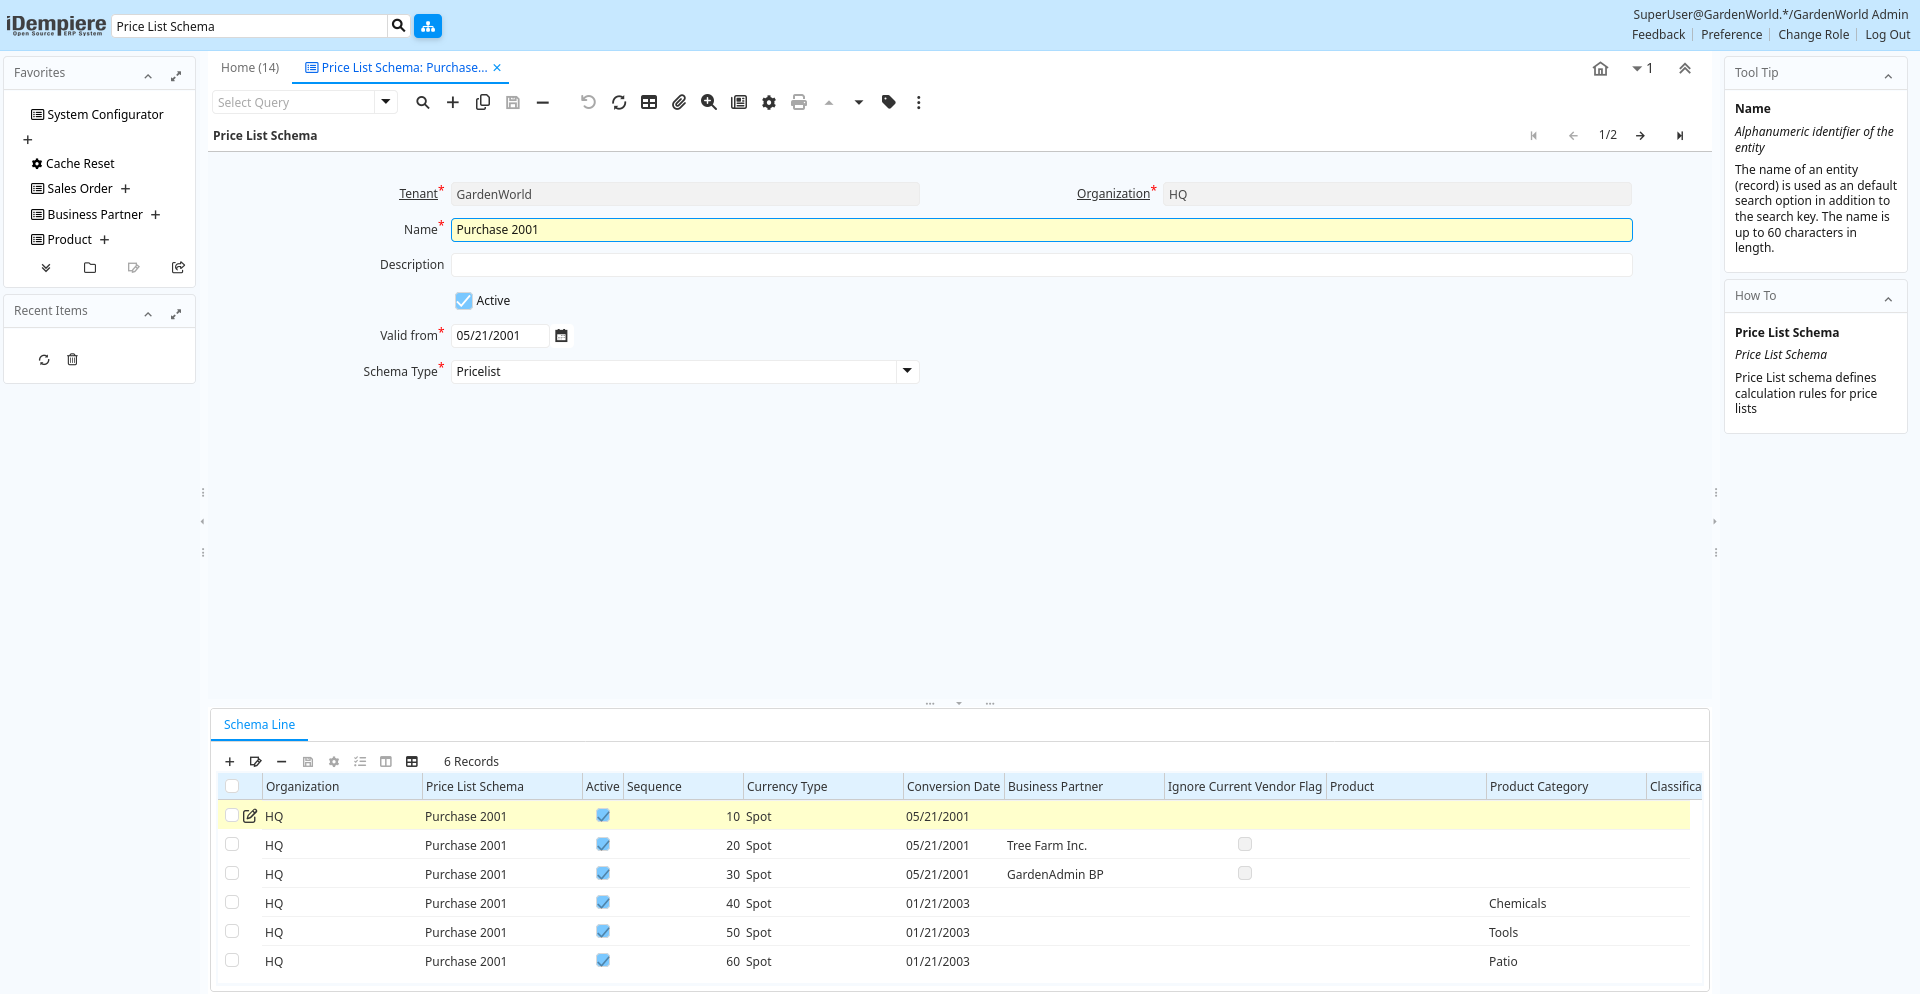 iDempiere
Open Source ERP System
Price List Schema
SuperUser@GardenWorld.*/GardenWorld Admin
Feedback Preference Change Role Log Out
Favorites
System Configurator
Cache Reset
Sales Order
Business Partner
Product
Recent Items
Home (14) Price List Schema: Purchase...
1
Select Query
Price List Schema
1/2
Tenant* GardenWorld Organization* HQ
Name* Purchase 2001
Description
Active
Valid from* 05/21/2001
Schema Type* Pricelist
Schema Line
6 Records
Organization Price List Schema Active Sequence Currency Type Conversion Date Business Partner Ignore Current Vendor Flag Product Product Category Classifica
HQ Purchase 2001 10 Spot 05/21/2001
HQ Purchase 2001 20 Spot 05/21/2001 Tree Farm Inc.
HQ Purchase 2001 30 Spot 05/21/2001 GardenAdmin BP
HQ Purchase 2001 40 Spot 01/21/2003 Chemicals
HQ Purchase 2001 50 Spot 01/21/2003 Tools
HQ Purchase 2001 60 Spot 01/21/2003 Patio
Tool Tip
Name
Alphanumeric identifier of the
entity
The name of an entity
(record) is used as an default
search option in addition to
the search key. The name is
up to 60 characters in
length.
How To
Price List Schema
Price List Schema
Price List schema defines
calculation rules for price
lists